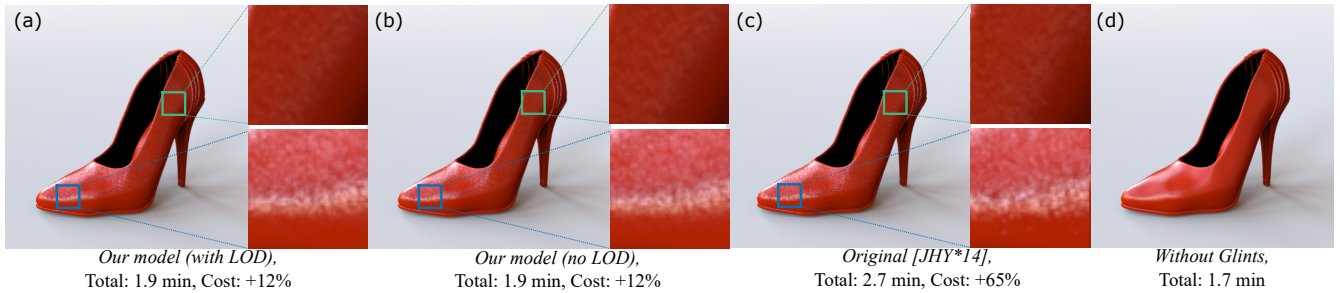 (a)
(b)
(c)
(d)
Our model (with LOD),
Total: 1.9 min, Cost: +12%
Our model (no LOD),
Total: 1.9 min, Cost: +12%
Original [JHY*14],
Total: 2.7 min, Cost: +65%
Without Glints,
Total: 1.7 min